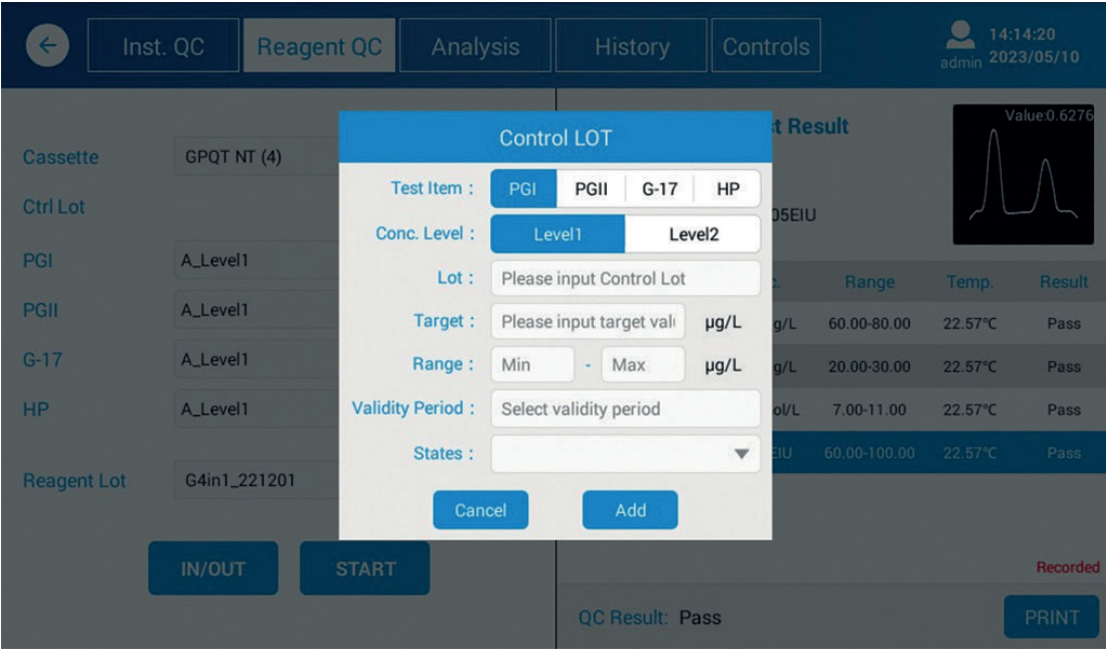 Inst. QC
Reagent QC
Analysis
History
Controls
admin
14:14:20
2023/05/10
Cassette
GPQT NT (4)
Ctrl Lot
PGI
A_Level1
PGII
A_Level1
G-17
A_Level1
HP
A_Level1
Reagent Lot
G4in1_221201
IN/OUT
START
Control LOT
Test Item : PGI PGII G-17 HP
Conc. Level : Level1 Level2
Lot : Please input Control Lot
Target : Please input target μg/L
Range : Min - Max μg/L
Validity Period : Select validity period
States :
Cancel
Add
Result
Value:0.6276
05EIU
Range Temp. Result
g/L 60.00-80.00 22.57℃ Pass
g/L 20.00-30.00 22.57℃ Pass
ol/L 7.00-11.00 22.57℃ Pass
EIU 60.00-100.00 22.57℃ Pass
Recorded
QC Result: Pass
PRINT